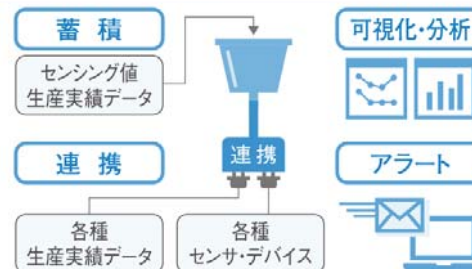 蓄積
センシング値
生産実績データ
連携
各種
生産実績データ
連携
各種
センサ・デバイス
可視化・分析
アラート